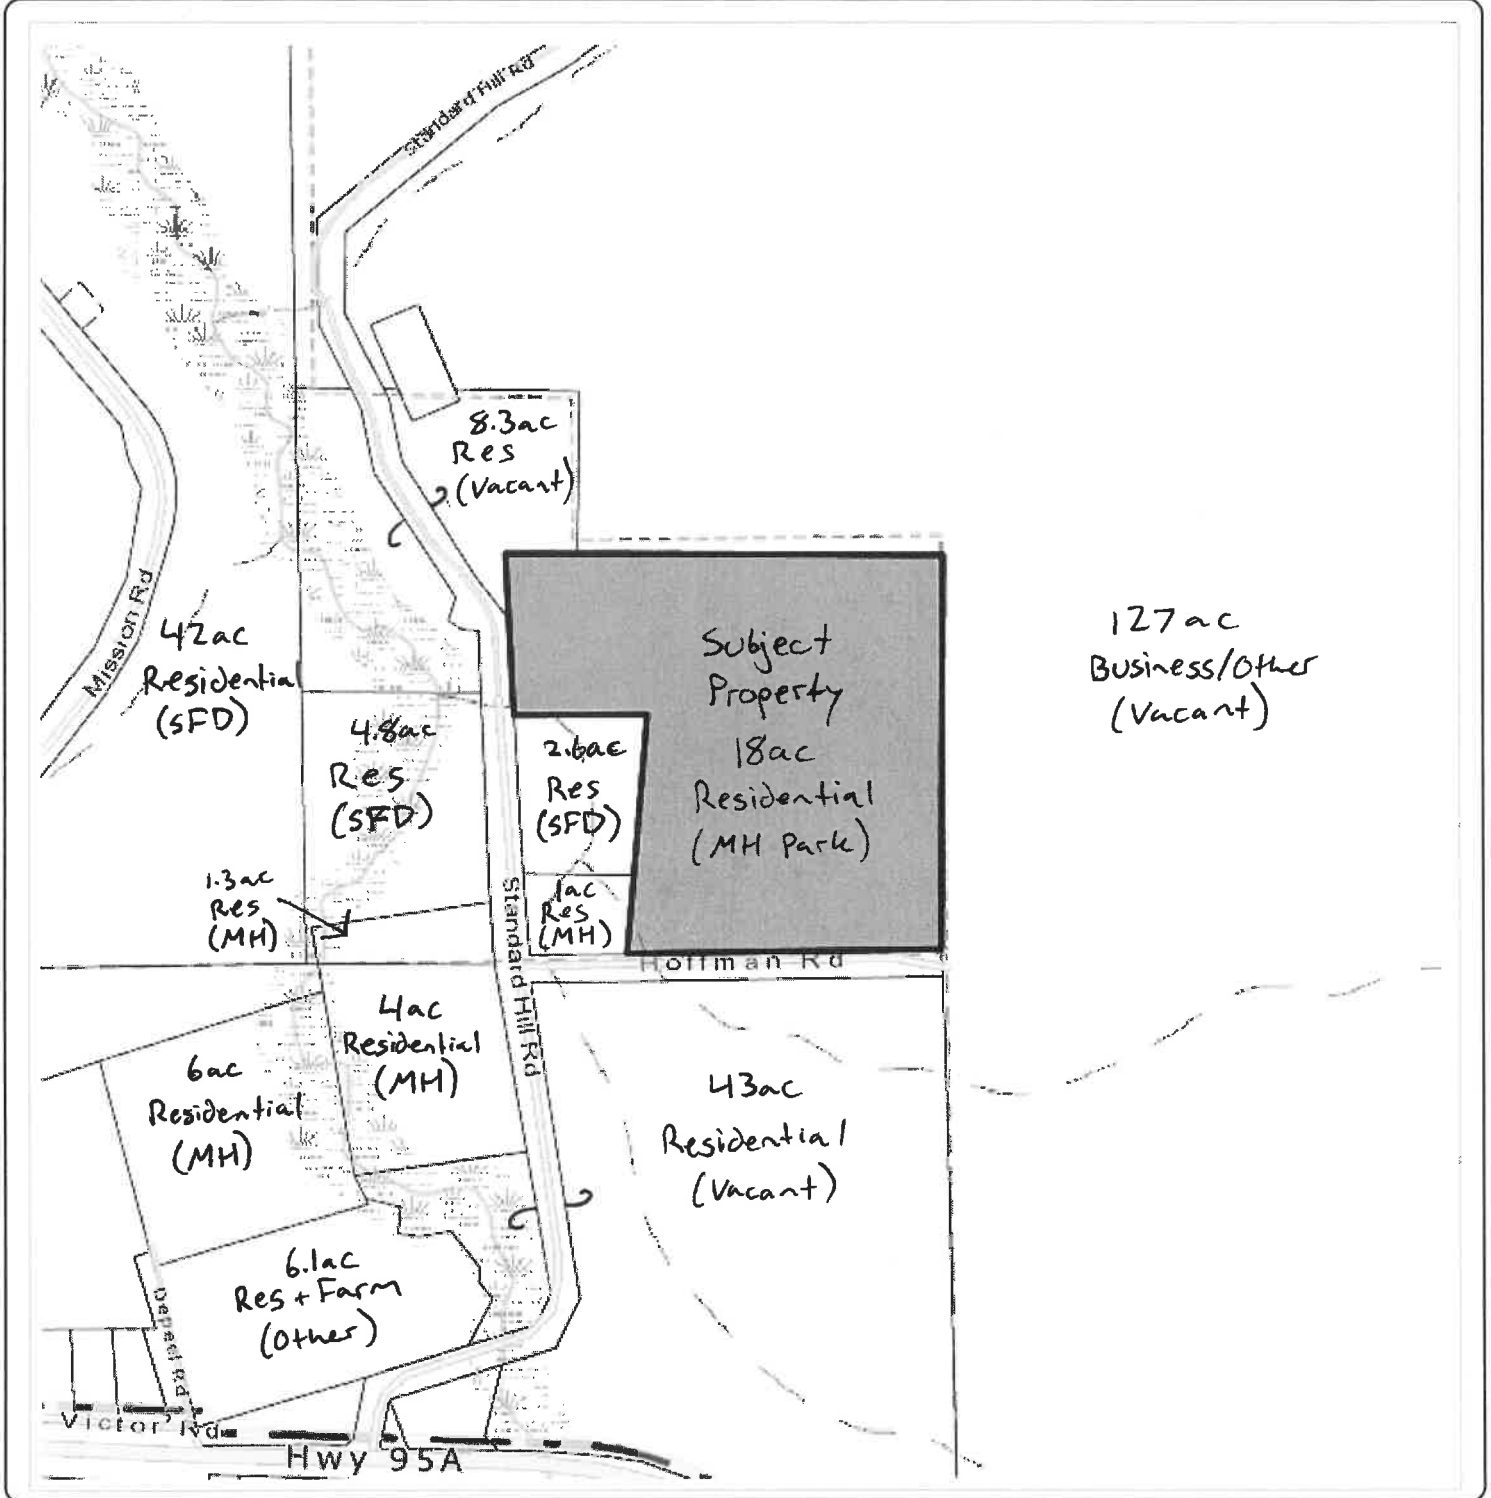 Standard Hill Rd
8.3ac
Res
(Vacant)
Mission Rd
42ac
Residential
(SFD)
Subject
Property
18ac
Residential
(MH Park)
127ac
Business/Other
(Vacant)
4.8ac
Res
(SFD)
2.6ac
Res
(SFD)
1.3ac
Res
(MH)
1ac
Res
(MH)
Standard Hill Rd
Hoffman Rd
4ac
Residential
(MH)
6ac
Residential
(MH)
43ac
Residential
(Vacant)
6.1ac
Res + Farm
(Other)
Rd
Victor
Hwy 95A